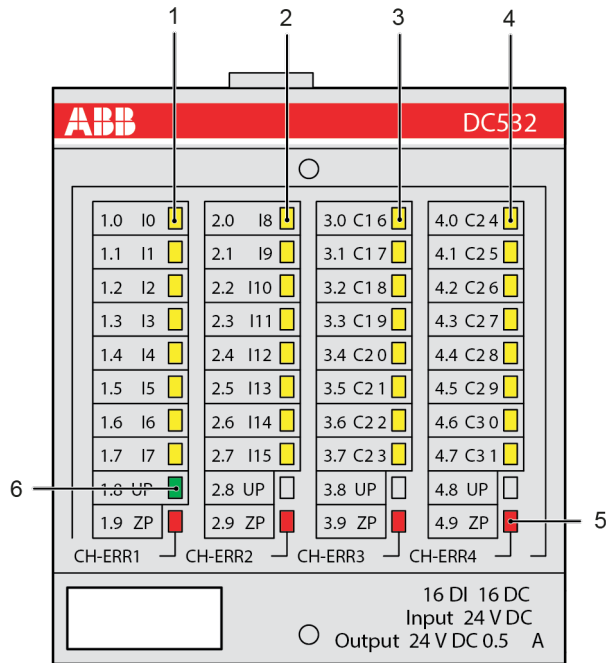 1 2 3 4
ABB DC532
1.0 I0 2.0 I8 3.0 C16 4.0 C24
1.1 I1 2.1 I9 3.1 C17 4.1 C25
1.2 I2 2.2 I10 3.2 C18 4.2 C26
1.3 I3 2.3 I11 3.3 C19 4.3 C27
1.4 I4 2.4 I12 3.4 C20 4.4 C28
1.5 I5 2.5 I13 3.5 C21 4.5 C29
1.6 I6 2.6 I14 3.6 C22 4.6 C30
1.7 I7 2.7 I15 3.7 C23 4.7 C31
6 1.8 UP 2.8 UP 3.8 UP 4.8 UP
1.9 ZP 2.9 ZP 3.9 ZP 4.9 ZP 5
CH-ERR1 CH-ERR2 CH-ERR3 CH-ERR4
16 DI 16 DC
Input 24 V DC
Output 24 V DC 0.5 A